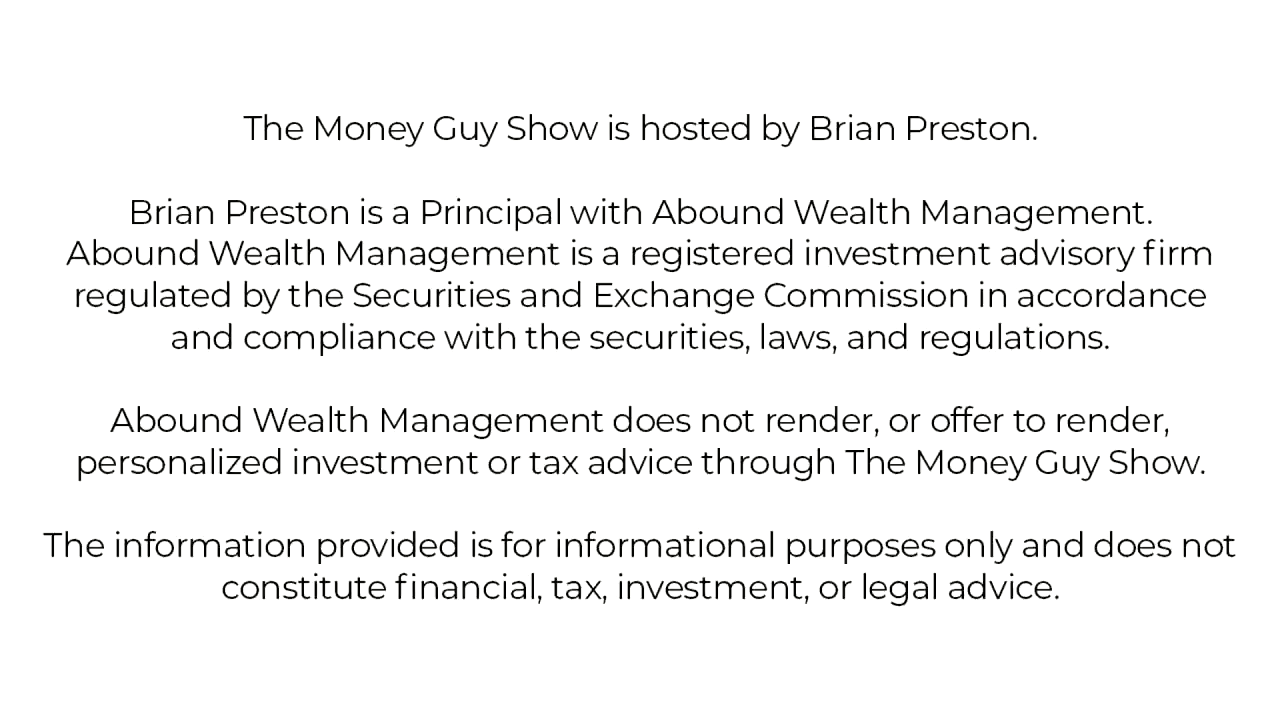 The Money Guy Show is hosted by Brian Preston.
Brian Preston is a Principal with Abound Wealth Management.
Abound Wealth Management is a registered investment advisory firm
regulated by the Securities and Exchange Commission in accordance
and compliance with the securities, laws, and regulations.
Abound Wealth Management does not render, or offer to render,
personalized investment or tax advice through The Money Guy Show.
The information provided is for informational purposes only and does not
constitute financial, tax, investment, or legal advice.